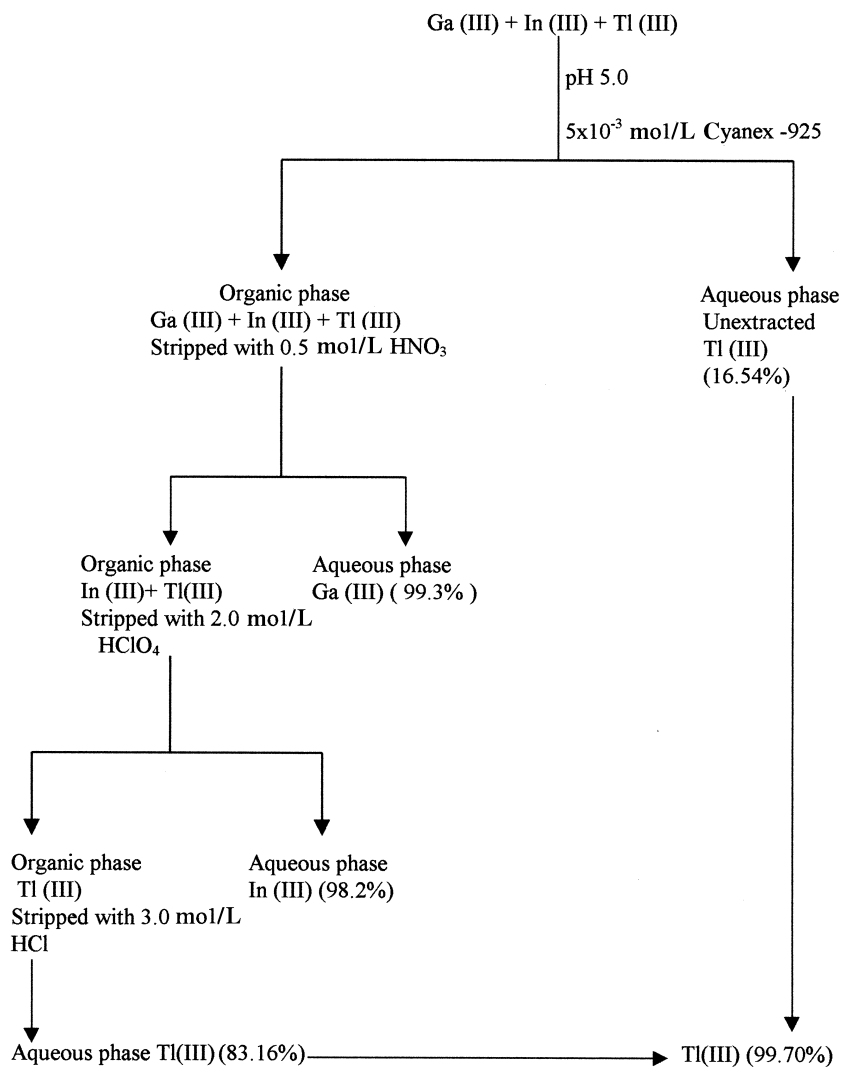 Ga (III) + In (III) + Tl (III)
pH 5.0
5x10⁻³ mol/L Cyanex -925
Organic phase
Ga (III) + In (III) + Tl (III)
Stripped with 0.5 mol/L HNO₃
Aqueous phase
Unextracted
Tl (III)
(16.54%)
Organic phase
In (III)+ Tl(III)
Stripped with 2.0 mol/L
HClO₄
Aqueous phase
Ga (III) ( 99.3% )
Organic phase
Tl (III)
Stripped with 3.0 mol/L
HCl
Aqueous phase
In (III) (98.2%)
Aqueous phase Tl(III) (83.16%)
Tl(III) (99.70%)